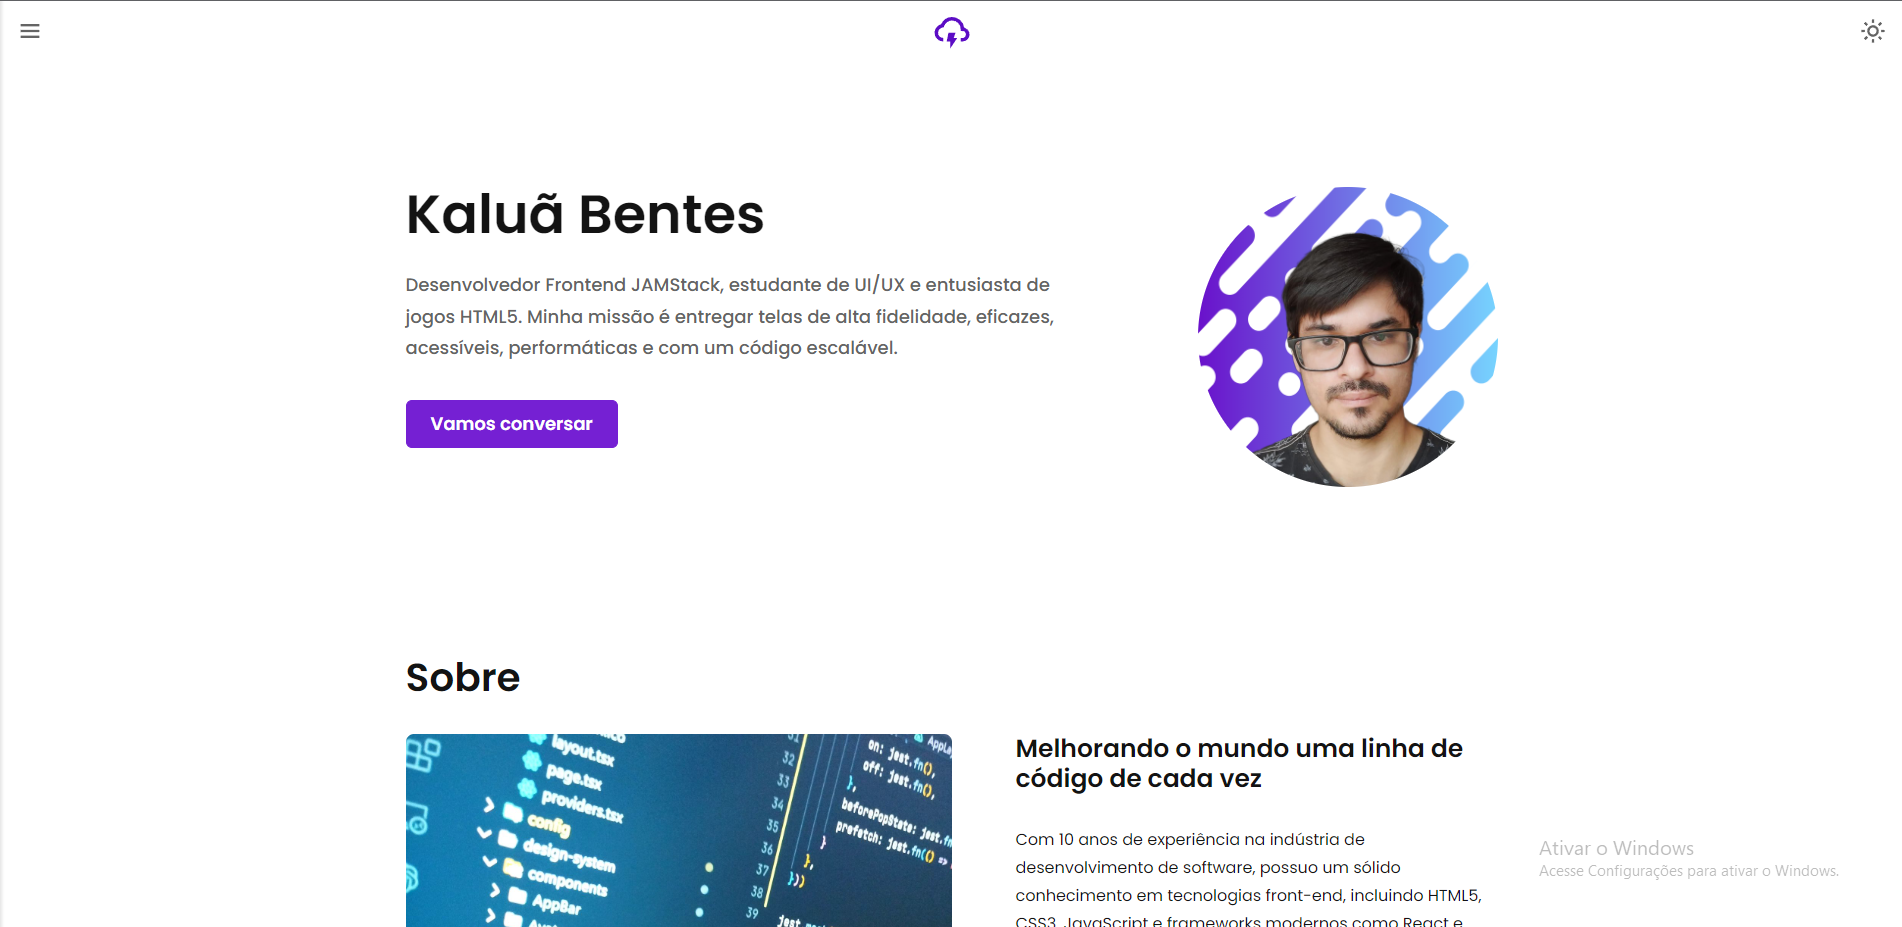 Kaluã Bentes
Desenvolvedor Frontend JAMStack, estudante de UI/UX e entusiasta de
jogos HTML5. Minha missão é entregar telas de alta fidelidade, eficazes,
acessíveis, performáticas e com um código escalável.
Vamos conversar
Sobre
layout.tsx
page.tsx
providers.tsx
config
design-system
components
AppBar
31
32
33
34
35
36
37
38
39
on: jest.fn(),
off: jest.fn(),
},
beforePopState: jest.fn
prefetch: jest.fn(() =>
}
},
}))
Melhorando o mundo uma linha de
código de cada vez
Com 10 anos de experiência na indústria de
desenvolvimento de software, possuo um sólido
conhecimento em tecnologias front-end, incluindo HTML5,
CSS3, JavaScript e frameworks modernos como React e
Ativar o Windows
Acesse Configurações para ativar o Windows.